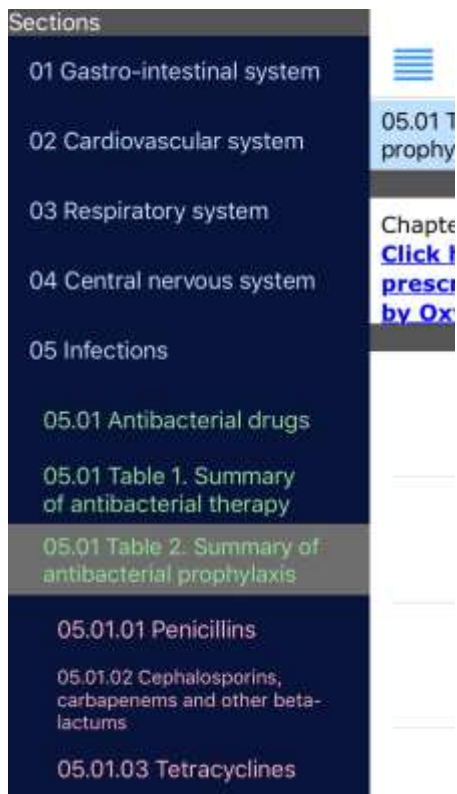 Sections
01 Gastro-intestinal system
02 Cardiovascular system
03 Respiratory system
04 Central nervous system
05 Infections
05.01 Antibacterial drugs
05.01 Table 1. Summary
of antibacterial therapy
05.01 Table 2. Summary of
antibacterial prophylaxis
05.01.01 Penicillins
05.01.02 Cephalosporins,
carbapenems and other beta-
lactums
05.01.03 Tetracyclines
05.01 T
prophy
Chapte
Click h
prescr
by Ox